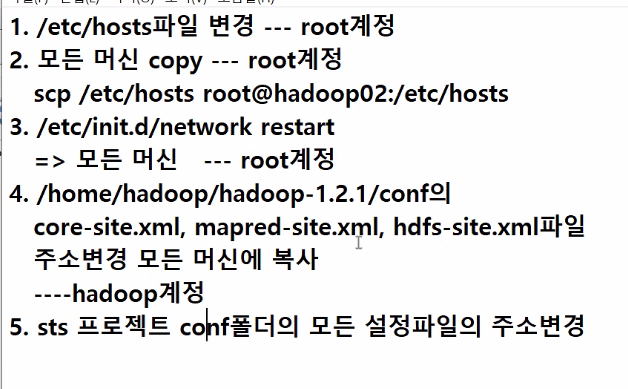 1. /etc/hosts파일 변경 --- root계정
2. 모든 머신 copy --- root계정
scp /etc/hosts root@hadoop02:/etc/hosts
3. /etc/init.d/network restart
=> 모든 머신 --- root계정
4. /home/hadoop/hadoop-1.2.1/conf의
core-site.xml, mapred-site.xml, hdfs-site.xml파일
주소변경 모든 머신에 복사
----hadoop계정
5. sts 프로젝트 conf폴더의 모든 설정파일의 주소변경